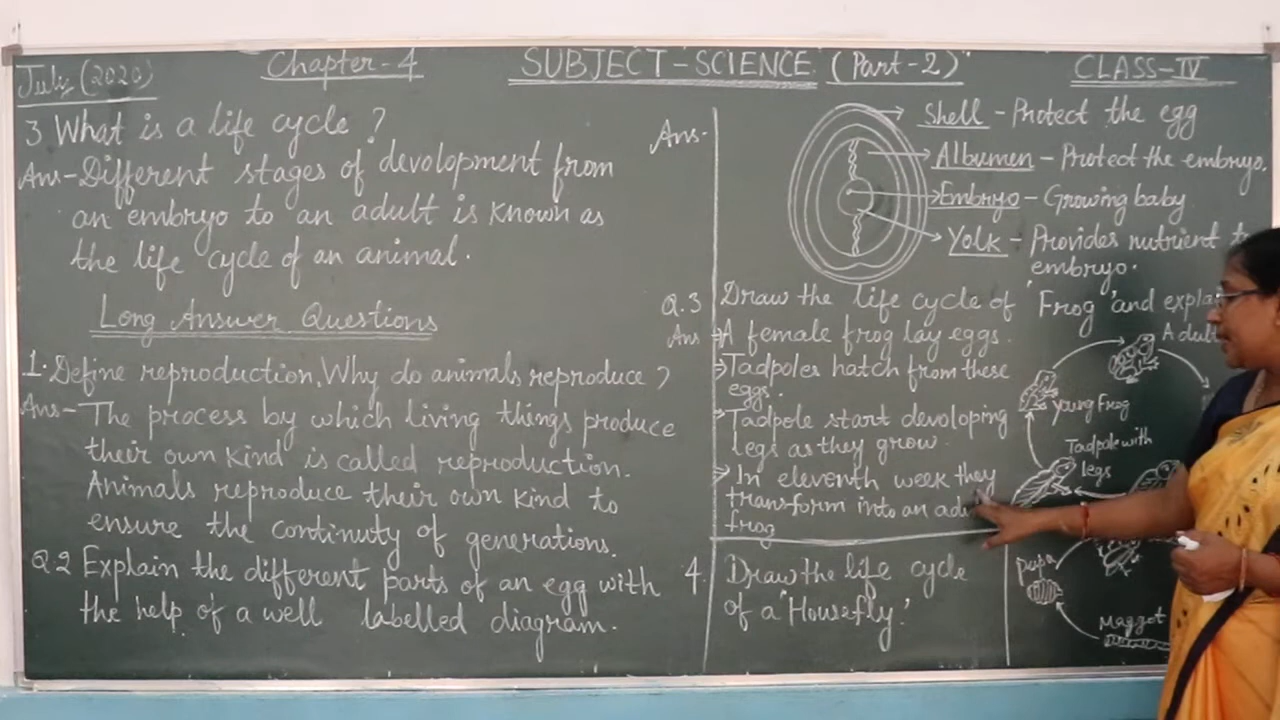 July (2020)
Chapter-4
SUBJECT-SCIENCE (Part-2)
CLASS-IV
3 What is a life cycle?
Ans-Different stages of devolopment from
an embryo to an adult is known as
the life cycle of an animal.
Long Answer Questions
1. Define reproduction. Why do animals reproduce?
Ans- The process by which living things produce
their own kind is called reproduction.
Animals reproduce their own kind to
ensure the continuity of generations.
Q.2 Explain the different parts of an egg with
the help of a well labelled diagram.
Ans-
Shell - Protect the egg
Albumen - Protect the embryo.
Embryo - Growing baby
Yolk - Provides nutrient
embryo.
Q.3 Draw the life cycle of "Frog" and
Ans → A female frog lay eggs.
→ Tadpoles hatch from these
eggs.
→ Tadpole start devoloping
legs as they grow.
→ In eleventh week they
transform into an
frog
A adult
young Frog
Tadpole with
legs
4. Draw the life cycle
of a "Housefly".
pupa
Maggot